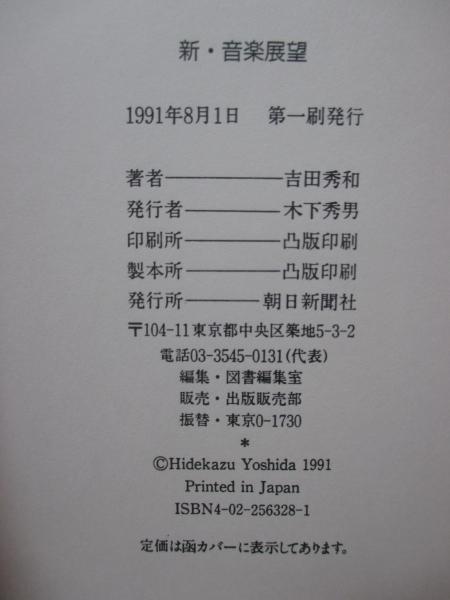 新・音楽展望
1991年8月1日　第一刷発行
著者――――――吉田秀和
発行者―――――木下秀男
印刷所―――――凸版印刷
製本所―――――凸版印刷
発行所――――朝日新聞社
〒104-11東京都中央区築地5-3-2
電話03-3545-0131(代表)
編集・図書編集室
販売・出版販売部
振替・東京0-1730
*
©Hidekazu Yoshida 1991
Printed in Japan
ISBN4-02-256328-1
定価は函カバーに表示してあります。